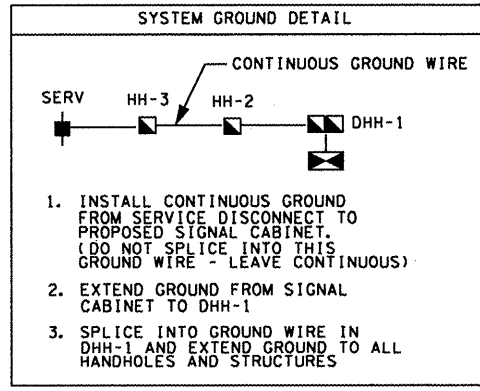 SYSTEM GROUND DETAIL
CONTINUOUS GROUND WIRE
SERV HH-3 HH-2
DHH-1
1. INSTALL CONTINUOUS GROUND
FROM SERVICE DISCONNECT TO
PROPOSED SIGNAL CABINET.
(DO NOT SPLICE INTO THIS
GROUND WIRE - LEAVE CONTINUOUS)
2. EXTEND GROUND FROM SIGNAL
CABINET TO DHH-1
3. SPLICE INTO GROUND WIRE IN
DHH-1 AND EXTEND GROUND TO ALL
HANDHOLES AND STRUCTURES